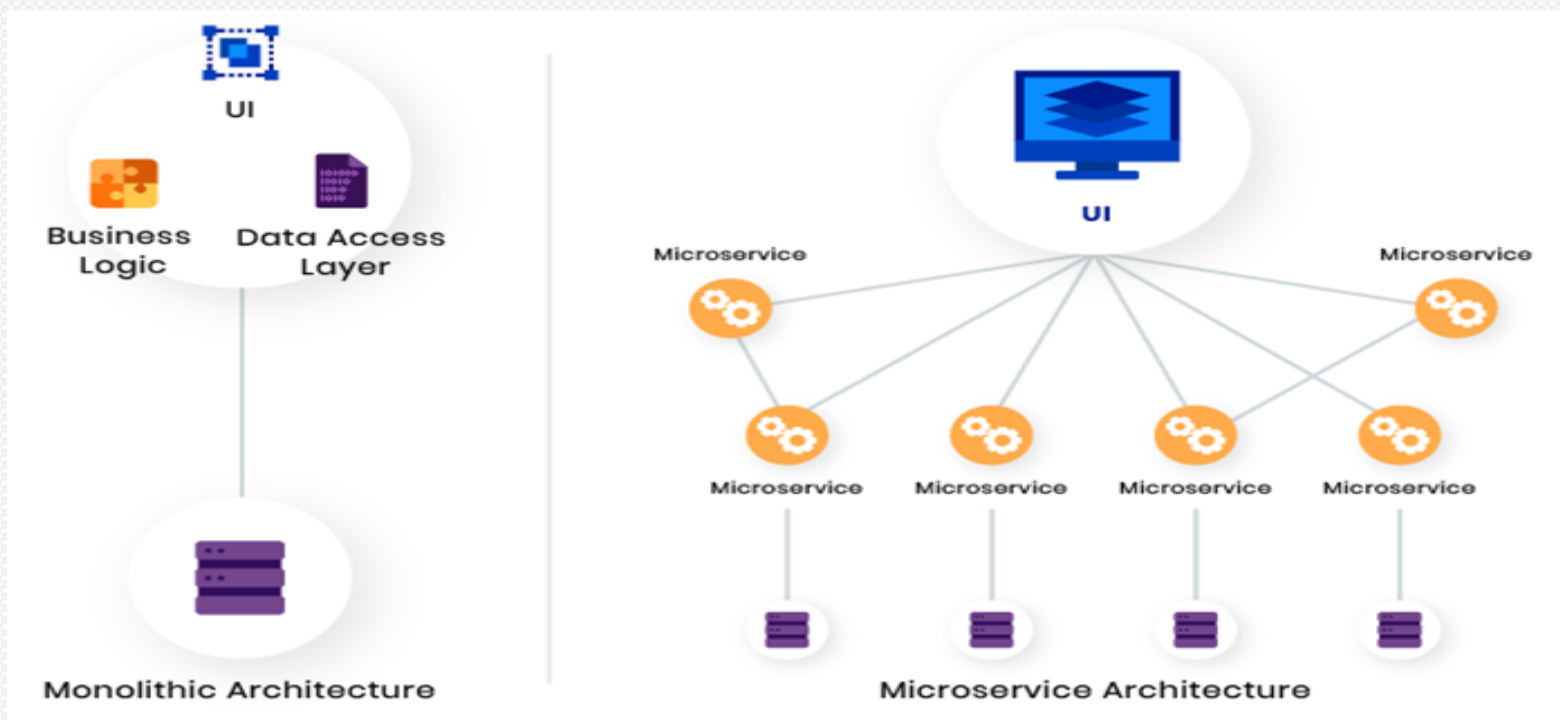 UI
Business
Logic
Data Access
Layer
Monolithic Architecture
UI
Microservice
Microservice
Microservice
Microservice
Microservice
Microservice
Microservice Architecture